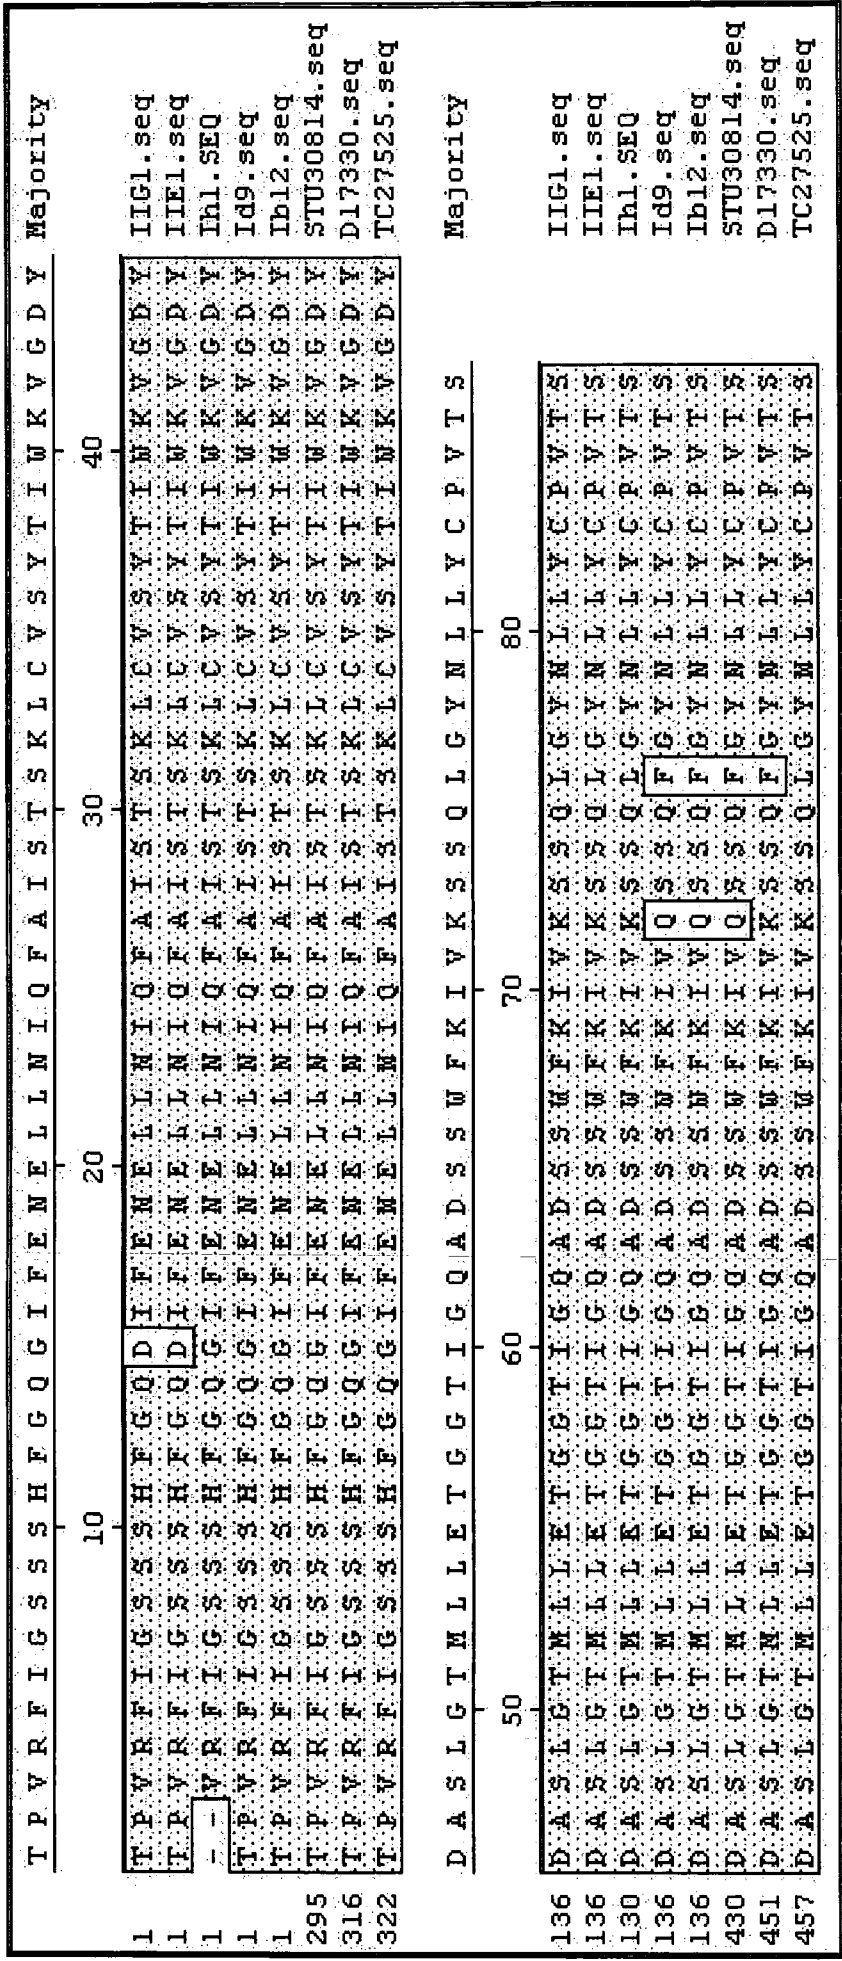 T P V R F I G S S S H F G Q G I F E N E L L N I Q F A I S T S K L C V S Y T I W K V G D Y Majority
10 20 30 40
1 T P V R F I G S S S H F G Q D I F E N E L L N I Q F A I S T S K L C V S Y T I W K V G D Y IIG1.seq
1 T P V R F I G S S S H F G Q D I F E N E L L N I Q F A I S T S K L C V S Y T I W K V G D Y IIE1.seq
1 - - V R F I G S S S H F G Q G I F E N E L L N I Q F A I S T S K L C V S Y T I W K V G D Y Ih1.SEQ
1 T P V R F I G S S S H F G Q G I F E N E L L N I Q F A I S T S K L C V S Y T I W K V G D Y Id9.seq
1 T P V R F I G S S S H F G Q G I F E N E L L N I Q F A I S T S K L C V S Y T I W K V G D Y Ib12.seq
295 T P V R F I G S S S H F G Q G I F E N E L L N I Q F A I S T S K L C V S Y T I W K V G D Y STU30814.seq
316 T P V R F I G S S S H F G Q G I F E N E L L N I Q F A I S T S K L C V S Y T I W K V G D Y D17330.seq
322 T P V R F I G S S S H F G Q G I F E N E L L N I Q F A I S T S K L C V S Y T I W K V G D Y TC27525.seq
D A S L G T M L L E T G G T I G Q A D S S W F K I V K S S Q L G Y N L L Y C P V T S Majority
50 60 70 80
136 D A S L G T M L L E T G G T I G Q A D S S W F K I V K S S Q L G Y N L L Y C P V T S IIG1.seq
136 D A S L G T M L L E T G G T I G Q A D S S W F K I V K S S Q L G Y N L L Y C P V T S IIE1.seq
130 D A S L G T M L L E T G G T I G Q A D S S W F K I V K S S Q L G Y N L L Y C P V T S Ih1.SEQ
136 D A S L G T M L L E T G G T I G Q A D S S W F K I V Q S S Q F G Y N L L Y C P V T S Id9.seq
136 D A S L G T M L L E T G G T I G Q A D S S W F K I V Q S S Q F G Y N L L Y C P V T S Ib12.seq
430 D A S L G T M L L E T G G T I G Q A D S S W F K I V Q S S Q F G Y N L L Y C P V T S STU30814.seq
451 D A S L G T M L L E T G G T I G Q A D S S W F K I V K S S Q F G Y N L L Y C P V T S D17330.seq
457 D A S L G T M L L E T G G T I G Q A D S S W F K I V K S S Q L G Y N L L Y C P V T S TC27525.seq